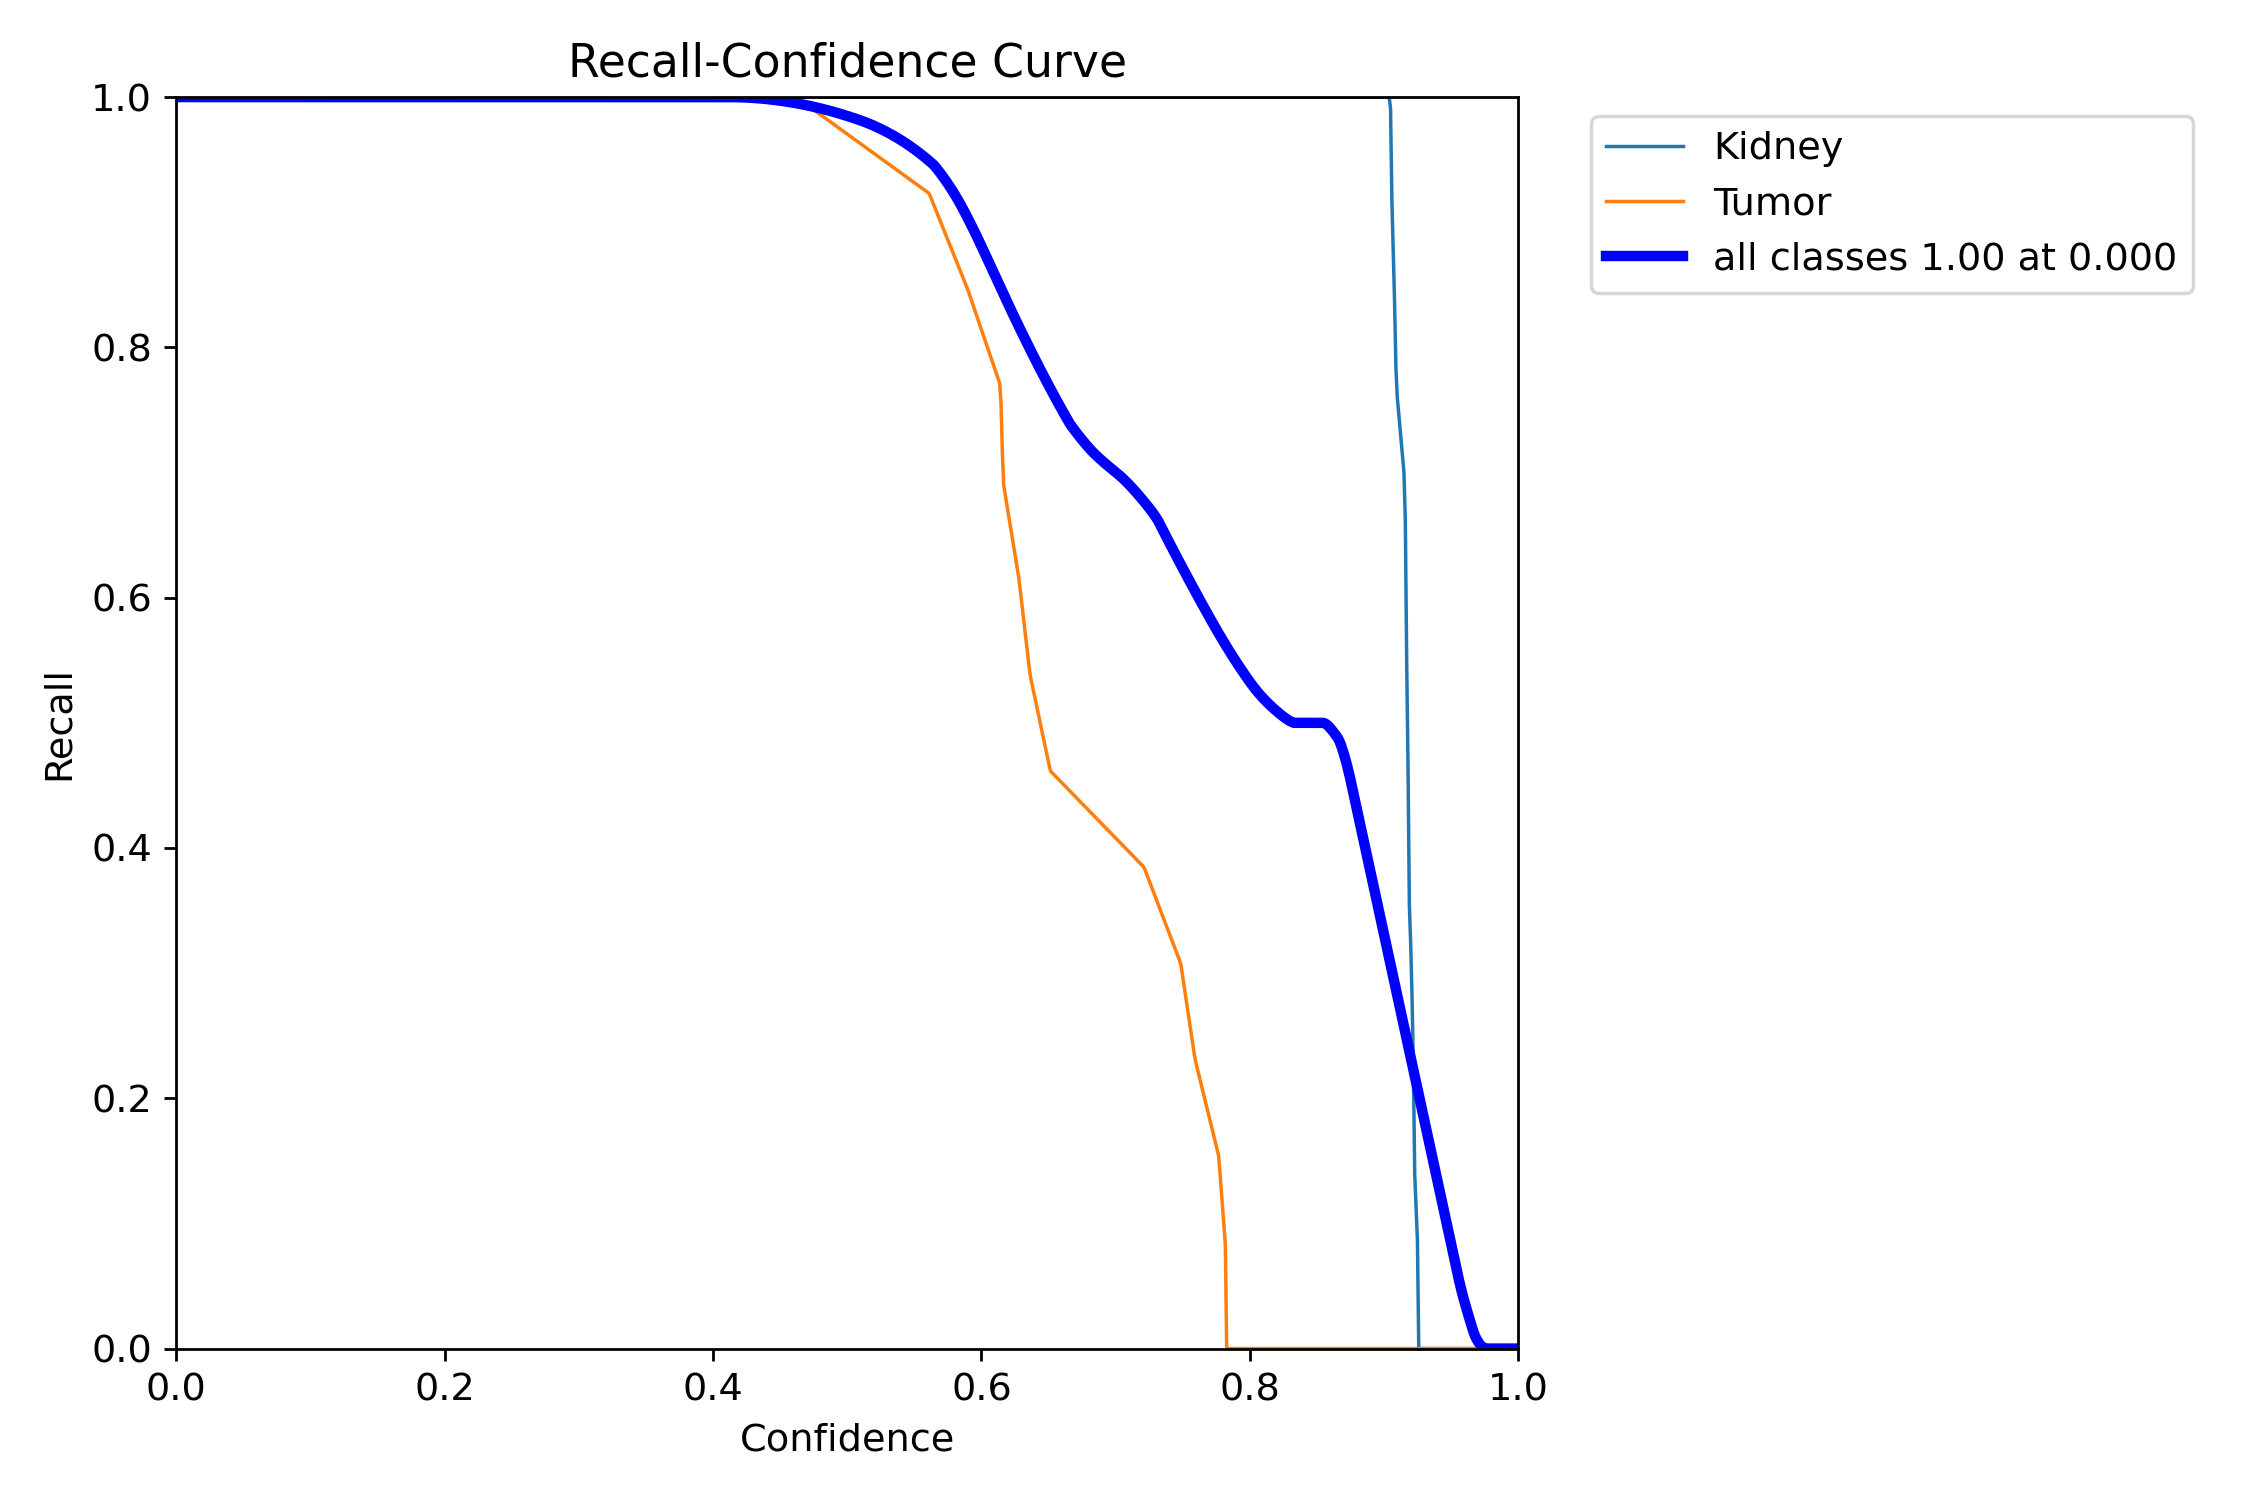 Recall-Confidence Curve
1.0
0.8
0.6
0.4
0.2
0.0
Recall
0.0 0.2 0.4 0.6 0.8 1.0
Confidence
Kidney
Tumor
all classes 1.00 at 0.000